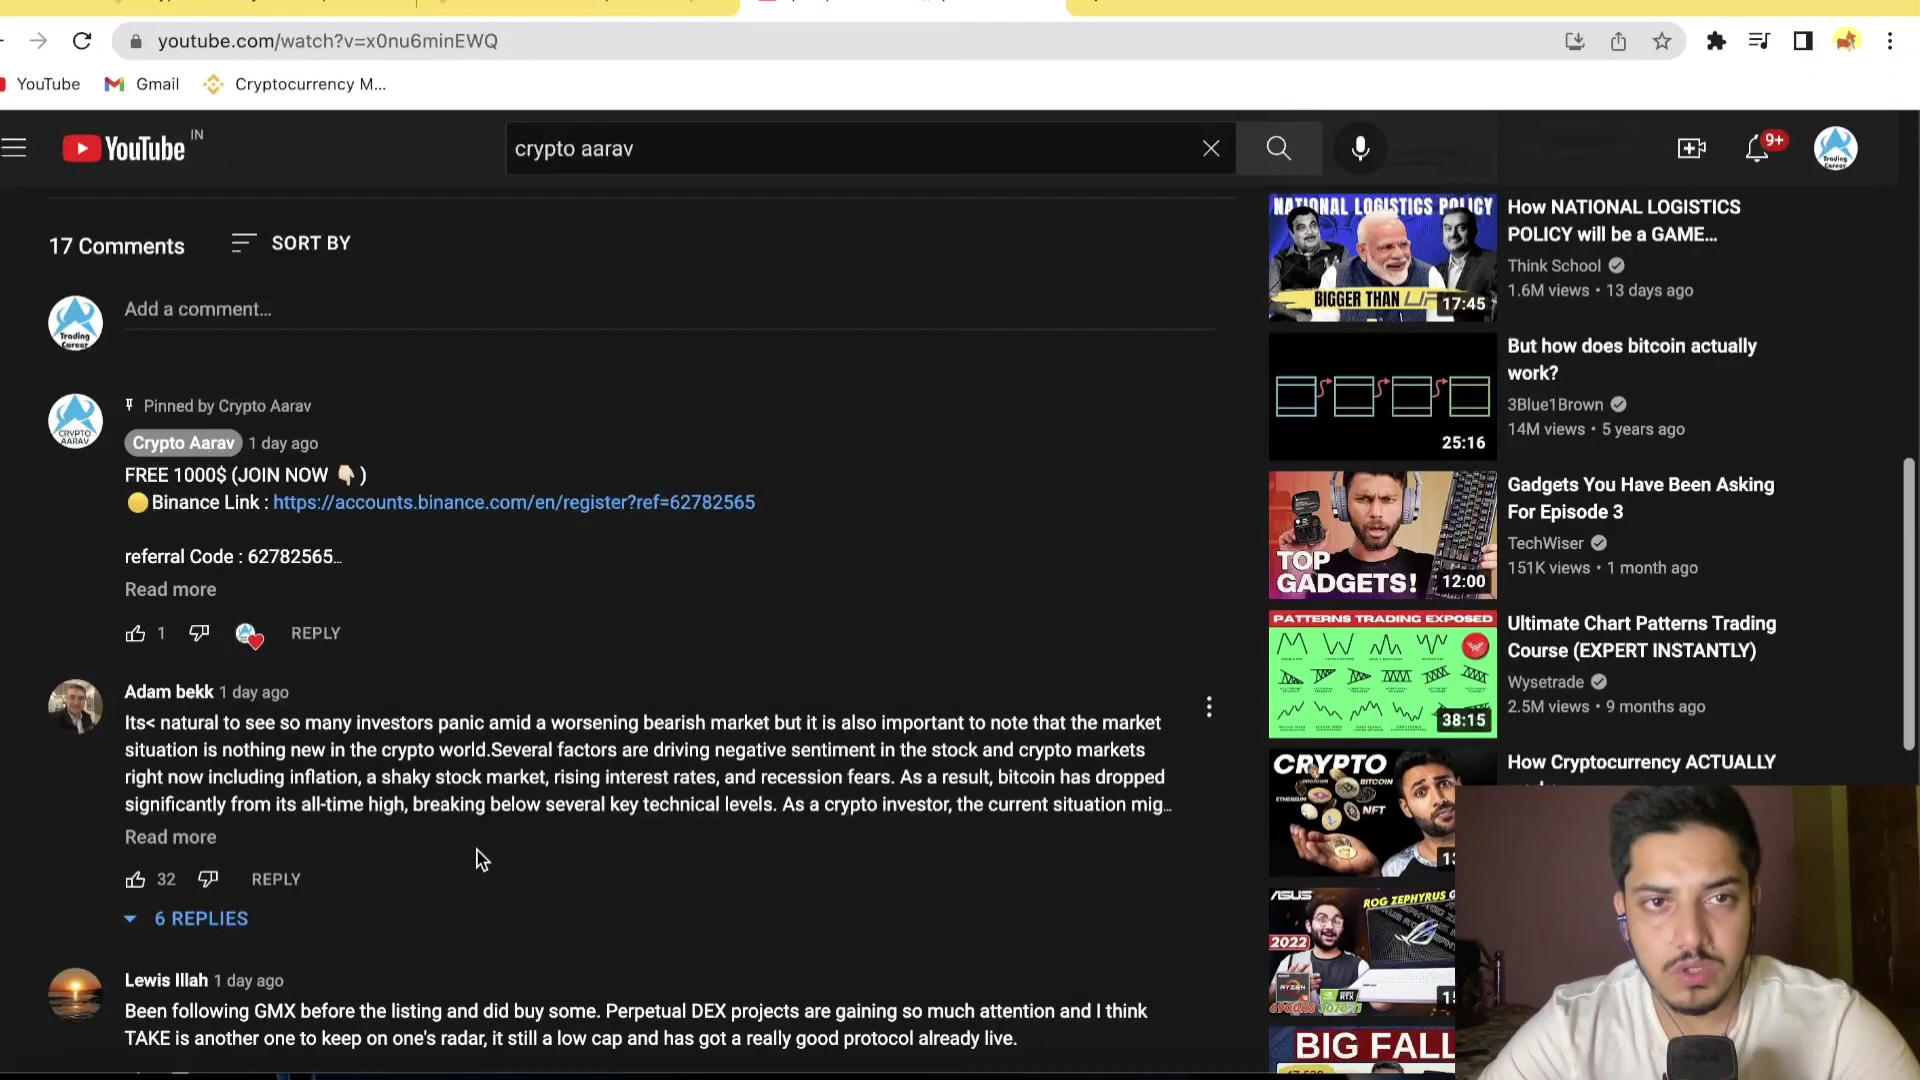 youtube.com/watch?v=x0nu6minEWQ
YouTube
Gmail
Cryptocurrency M...
YouTube IN
crypto aarav
9+
Trading Career
17 Comments
SORT BY
Trading Career
Add a comment...
Pinned by Crypto Aarav
CRYPTO AARAV
Crypto Aarav 1 day ago
FREE 1000$ (JOIN NOW 👇🏻 )
🟡Binance Link : https://accounts.binance.com/en/register?ref=62782565
referral Code : 62782565...
Read more
1
REPLY
Adam bekk 1 day ago
Its< natural to see so many investors panic amid a worsening bearish market but it is also important to note that the market
situation is nothing new in the crypto world.Several factors are driving negative sentiment in the stock and crypto markets
right now including inflation, a shaky stock market, rising interest rates, and recession fears. As a result, bitcoin has dropped
significantly from its all-time high, breaking below several key technical levels. As a crypto investor, the current situation mig...
Read more
32
REPLY
6 REPLIES
Lewis Illah 1 day ago
Been following GMX before the listing and did buy some. Perpetual DEX projects are gaining so much attention and I think
TAKE is another one to keep on one's radar, it still a low cap and has got a really good protocol already live.
NATIONAL LOGISTICS POLICY
BIGGER THAN
17:45
How NATIONAL LOGISTICS
POLICY will be a GAME...
Think School
1.6M views • 13 days ago
25:16
But how does bitcoin actually
work?
3Blue1Brown
14M views • 5 years ago
TOP
GADGETS!
12:00
Gadgets You Have Been Asking
For Episode 3
TechWiser
151K views • 1 month ago
PATTERNS TRADING EXPOSED
38:15
Ultimate Chart Patterns Trading
Course (EXPERT INSTANTLY)
Wysetrade
2.5M views • 9 months ago
CRYPTO
BITCOIN
NFT
How Cryptocurrency ACTUALLY
ASUS
ROG ZEPHYRUS G
2022
RYZEN
BIG FALL